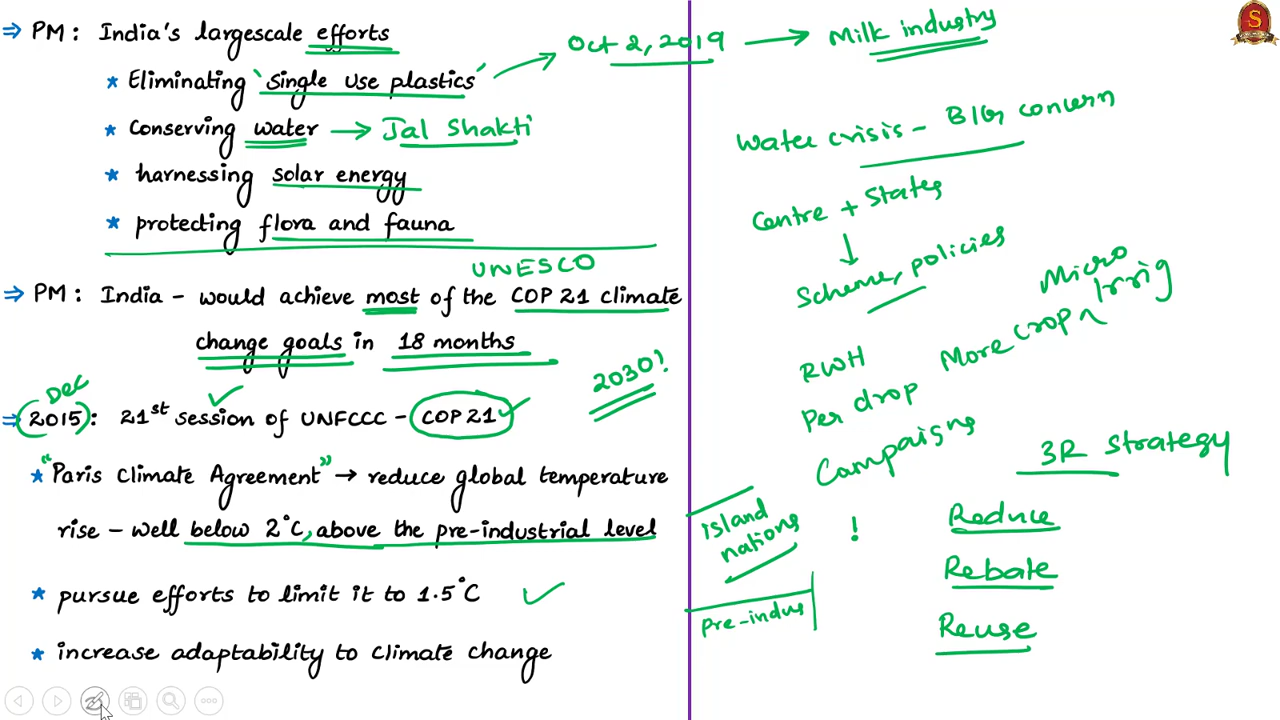 ⇒ PM: India's largescale efforts
* Eliminating 'single use plastics' → Oct 2, 2019 → Milk industry
* Conserving water → Jal Shakti
* harnessing solar energy
* protecting flora and fauna
UNESCO
⇒ PM: India - would achieve most of the COP 21 climate
change goals in 18 months
2030!
Dec
⇒ 2015: 21st session of UNFCCC - COP 21
* "Paris Climate Agreement" → reduce global temperature
rise - well below 2°C, above the pre-industrial level
* pursue efforts to limit it to 1.5°C
* increase adaptability to climate change
Water crisis - BIG concern
Centre + States
↓
Scheme, policies
Micro
Irrig
RWH
More crop
Per drop
Campaigns
3R strategy
Island
nations
!
Reduce
Rebate
Reuse
Pre-indus
S